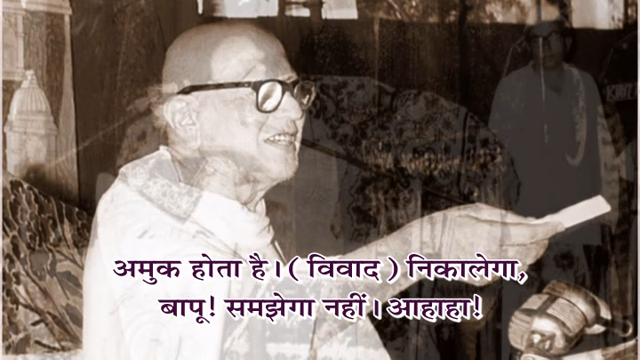 अमुक होता है। ( विवाद ) निकालेगा,
बापू! समझेगा नहीं। आहाहा!